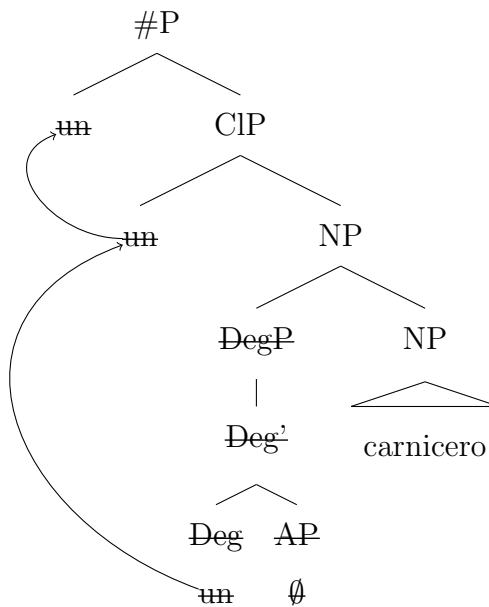 #P
un ClP
un NP
DegP NP
Deg' carnicero
Deg AP
un ∅